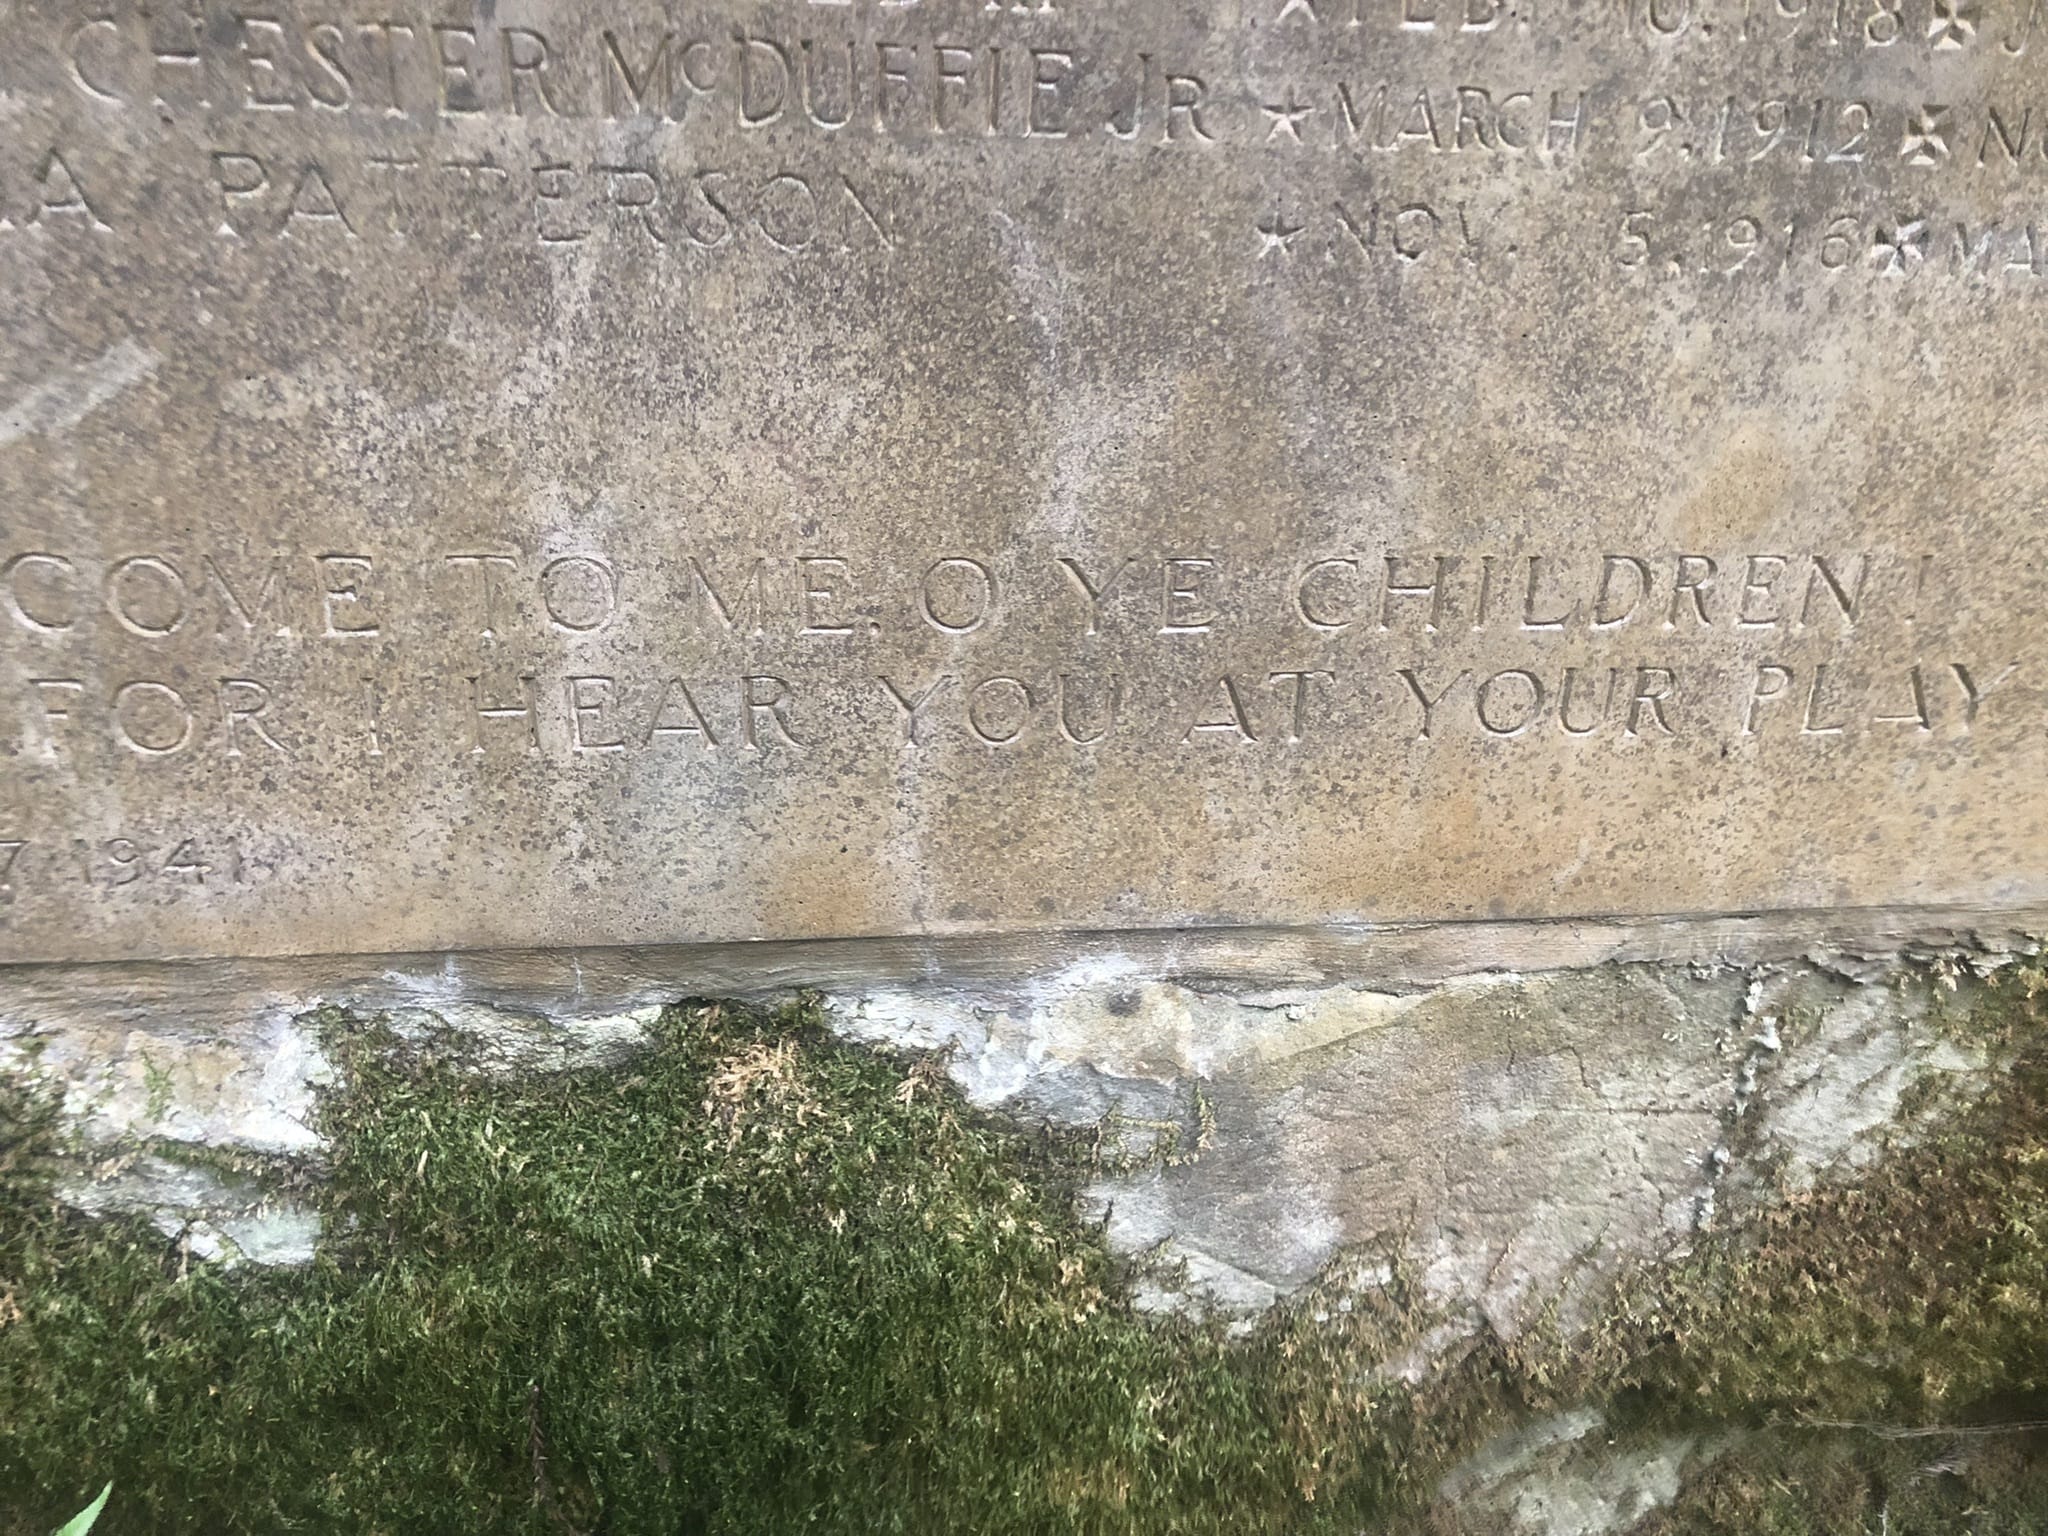 FEB. 10.1918 ✠
CHESTER McDUFFIE JR ★ MARCH 9.1912 ✠
PATTERSON ★ NOV. 5.1916 ✠
COME TO ME. O YE CHILDREN!
FOR I HEAR YOU AT YOUR PLAY
7 1941